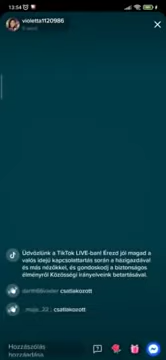 13:54
violetta1120986
Üdvözlünk a TikTok LIVE-ban! Érezd jól magad a
valós idejű kapcsolattartás során a házigazdával
és más nézőkkel, és gondoskodj a biztonságos
élményről Közösségi irányelveink betartásával.
csatlakozott
csatlakozott
Hozzászólás
hozzáadása